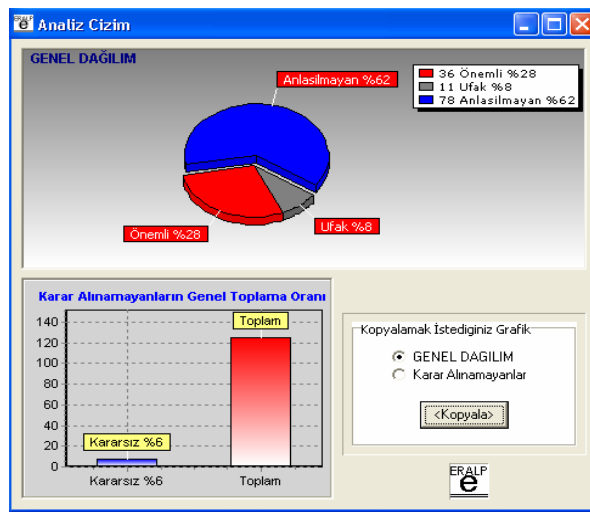 Analiz Cizim
GENEL DAĞILIM
Anlasilmayan %62
36 Önemli %28
11 Ufak %8
78 Anlasilmayan %62
Önemli %28
Ufak %8
Karar Alınamayanların Genel Toplama Oranı
140
120
100
80
60
40
20
0
Toplam
Kararsız %6
Kararsız %6
Toplam
Kopyalamak İstediginiz Grafik
GENEL DAGILIM
Karar Alınamayanlar
<Kopyala>
ERALP
e